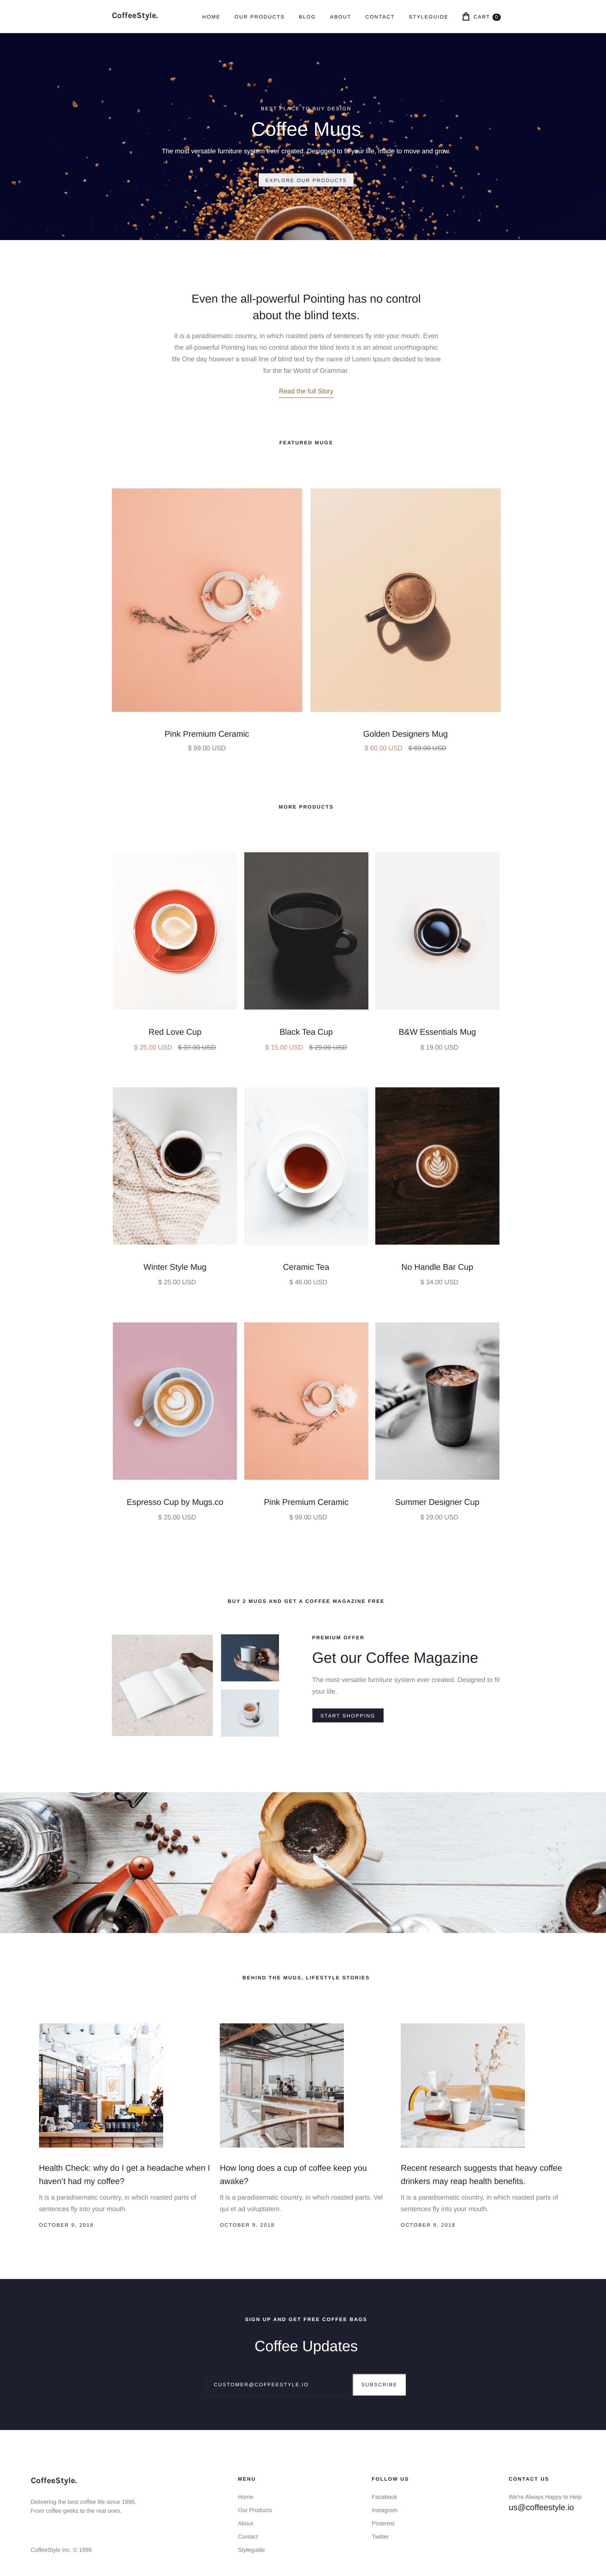 CoffeeStyle.
HOME
OUR PRODUCTS
BLOG
ABOUT
CONTACT
STYLEGUIDE
CART 0
BEST PLACE TO BUY DESIGN
Coffee Mugs
The most versatile furniture system ever created. Designed to fit your life, made to move and grow.
EXPLORE OUR PRODUCTS
Even the all-powerful Pointing has no control
about the blind texts.
It is a paradisematic country, in which roasted parts of sentences fly into your mouth. Even
the all-powerful Pointing has no control about the blind texts it is an almost unorthographic
life One day however a small line of blind text by the name of Lorem Ipsum decided to leave
for the far World of Grammar.
Read the full Story
FEATURED MUGS
Pink Premium Ceramic
$ 99.00 USD
Golden Designers Mug
$ 60.00 USD $ 69.00 USD
MORE PRODUCTS
Red Love Cup
$ 25.00 USD $ 37.00 USD
Black Tea Cup
$ 15.00 USD $ 29.00 USD
B&W Essentials Mug
$ 19.00 USD
Winter Style Mug
$ 25.00 USD
Ceramic Tea
$ 46.00 USD
No Handle Bar Cup
$ 34.00 USD
Espresso Cup by Mugs.co
$ 25.00 USD
Pink Premium Ceramic
$ 99.00 USD
Summer Designer Cup
$ 29.00 USD
BUY 2 MUGS AND GET A COFFEE MAGAZINE FREE
PREMIUM OFFER
Get our Coffee Magazine
The most versatile furniture system ever created. Designed to fit
your life.
START SHOPPING
BEHIND THE MUGS, LIFESTYLE STORIES
Health Check: why do I get a headache when I
haven't had my coffee?
It is a paradisematic country, in which roasted parts of
sentences fly into your mouth.
OCTOBER 9, 2018
How long does a cup of coffee keep you
awake?
It is a paradisematic country, in which roasted parts. Vel
qui et ad voluptatem.
OCTOBER 9, 2018
Recent research suggests that heavy coffee
drinkers may reap health benefits.
It is a paradisematic country, in which roasted parts of
sentences fly into your mouth.
OCTOBER 9, 2018
SIGN UP AND GET FREE COFFEE BAGS
Coffee Updates
CUSTOMER@COFFEESTYLE.IO
SUBSCRIBE
CoffeeStyle.
Delivering the best coffee life since 1996.
From coffee geeks to the real ones.
CoffeeStyle Inc. © 1996
MENU
Home
Our Products
About
Contact
Styleguide
FOLLOW US
Facebook
Instagram
Pinterest
Twitter
CONTACT US
We're Always Happy to Help
us@coffeestyle.io